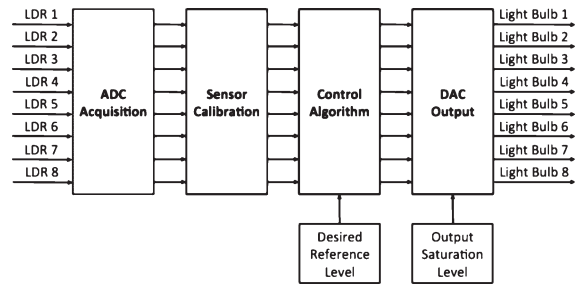 LDR 1
LDR 2
LDR 3
LDR 4
LDR 5
LDR 6
LDR 7
LDR 8
ADC
Acquisition
Sensor
Calibration
Control
Algorithm
DAC
Output
Light Bulb 1
Light Bulb 2
Light Bulb 3
Light Bulb 4
Light Bulb 5
Light Bulb 6
Light Bulb 7
Light Bulb 8
Desired
Reference
Level
Output
Saturation
Level